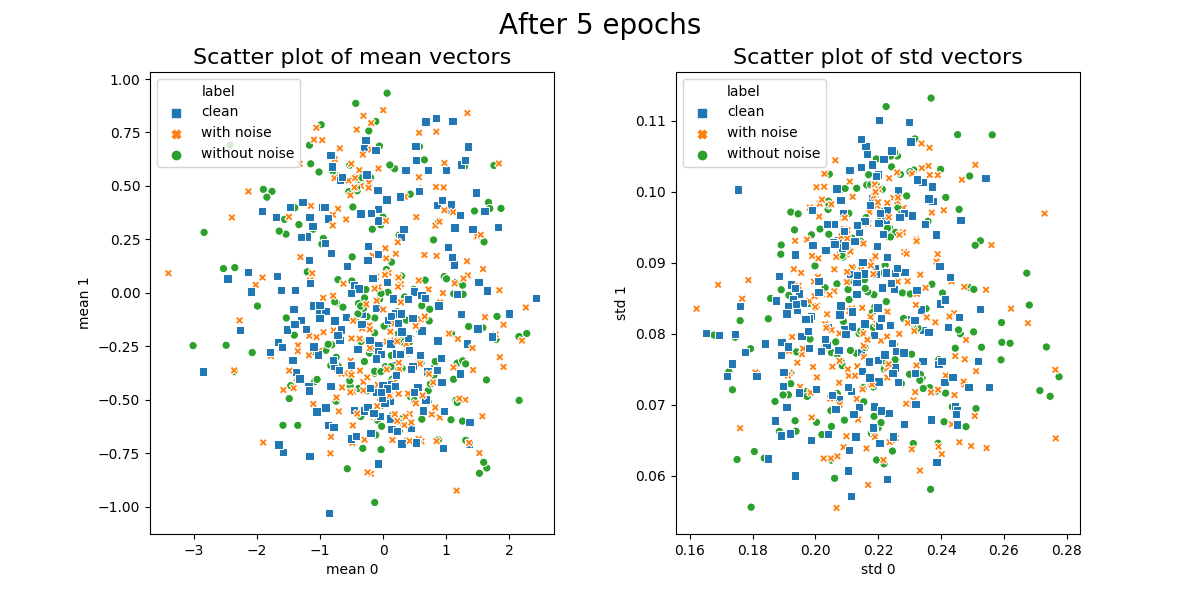 After 5 epochs
Scatter plot of mean vectors
1.00
0.75
0.50
0.25
0.00
−0.25
−0.50
−0.75
−1.00
mean 1
label
clean
with noise
without noise
−3
−2
−1
0
1
2
mean 0
Scatter plot of std vectors
0.11
0.10
0.09
0.08
0.07
0.06
std 1
label
clean
with noise
without noise
0.16
0.18
0.20
0.22
0.24
0.26
0.28
std 0